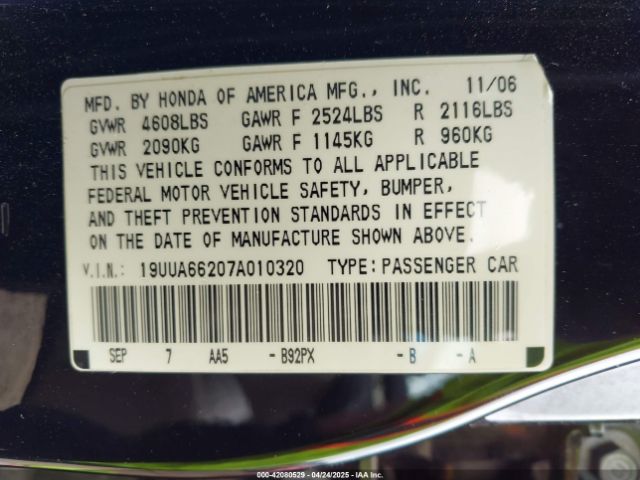 MFD. BY HONDA OF AMERICA MFG., INC. 11/06
GVWR 4608LBS GAWR F 2524LBS R 2116LBS
GVWR 2090KG GAWR F 1145KG R 960KG
THIS VEHICLE CONFORMS TO ALL APPLICABLE
FEDERAL MOTOR VEHICLE SAFETY, BUMPER,
AND THEFT PREVENTION STANDARDS IN EFFECT
ON THE DATE OF MANUFACTURE SHOWN ABOVE.
V.I.N.: 19UUA66207A010320 TYPE:PASSENGER CAR
SEP 7 AA5 -B92PX -B -A
000-42080529 - 04/24/2025 - IAA Inc.